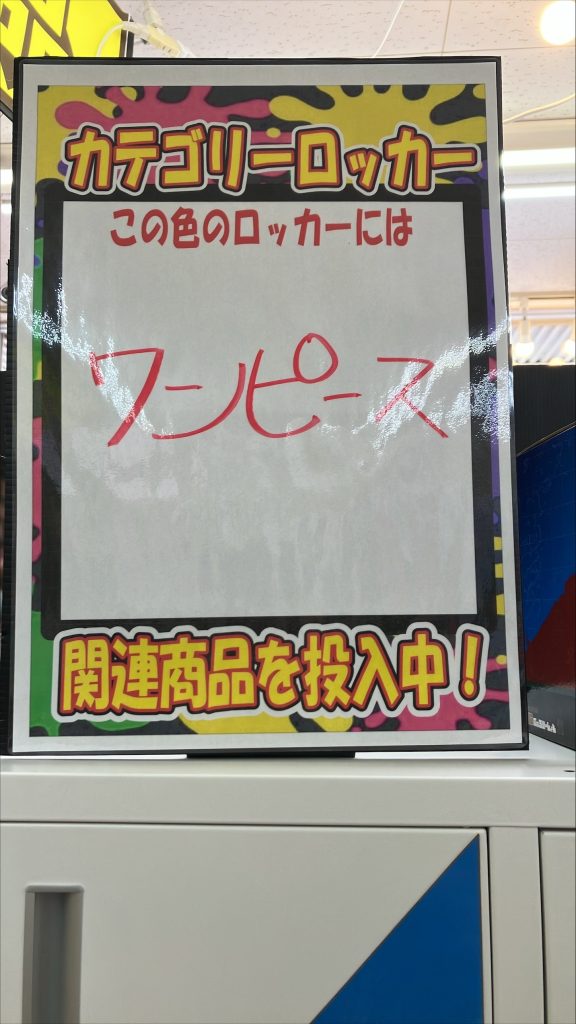 カテゴリーロッカー
この色のロッカーには
ワンピース
関連商品を投入中！